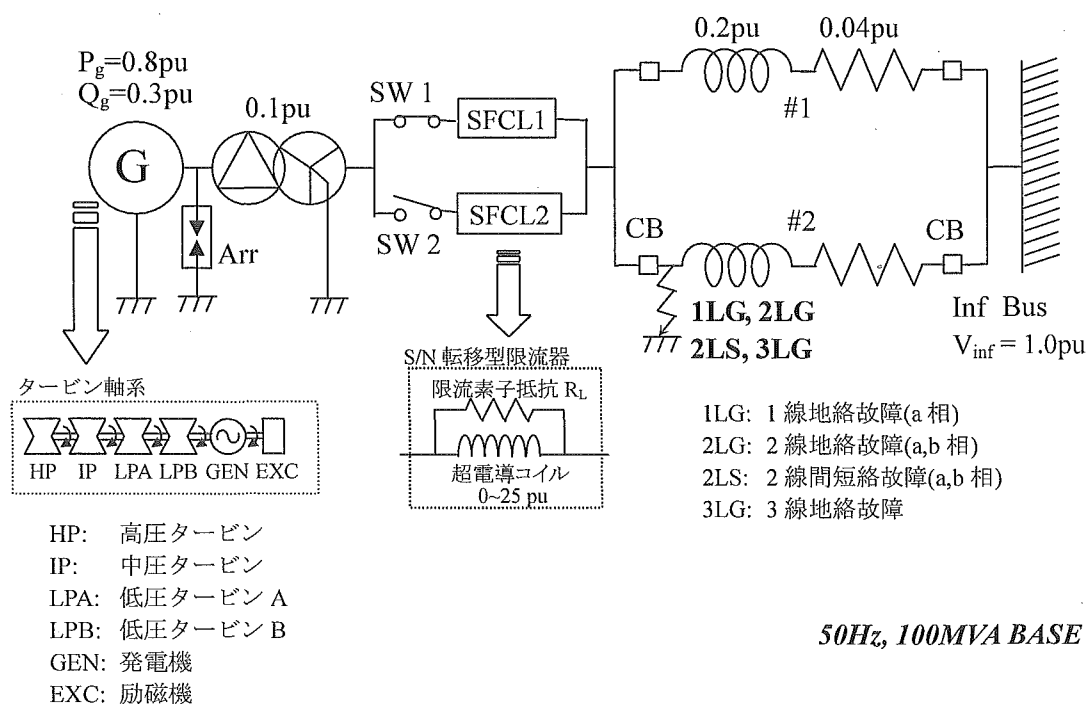 P_g=0.8pu
Q_g=0.3pu
G
Arr
0.1pu
SW 1
SFCL1
SW 2
SFCL2
0.2pu
0.04pu
#1
#2
CB
CB
1LG, 2LG
2LS, 3LG
Inf Bus
V_inf = 1.0pu
タービン軸系
HP IP LPA LPB GEN EXC
HP: 高圧タービン
IP: 中圧タービン
LPA: 低圧タービン A
LPB: 低圧タービン B
GEN: 発電機
EXC: 励磁機
S/N 転移型限流器
限流素子抵抗 R_L
超電導コイル
0~25 pu
1LG: 1 線地絡故障(a 相)
2LG: 2 線地絡故障(a,b 相)
2LS: 2 線間短絡故障(a,b 相)
3LG: 3 線地絡故障
50Hz, 100MVA BASE